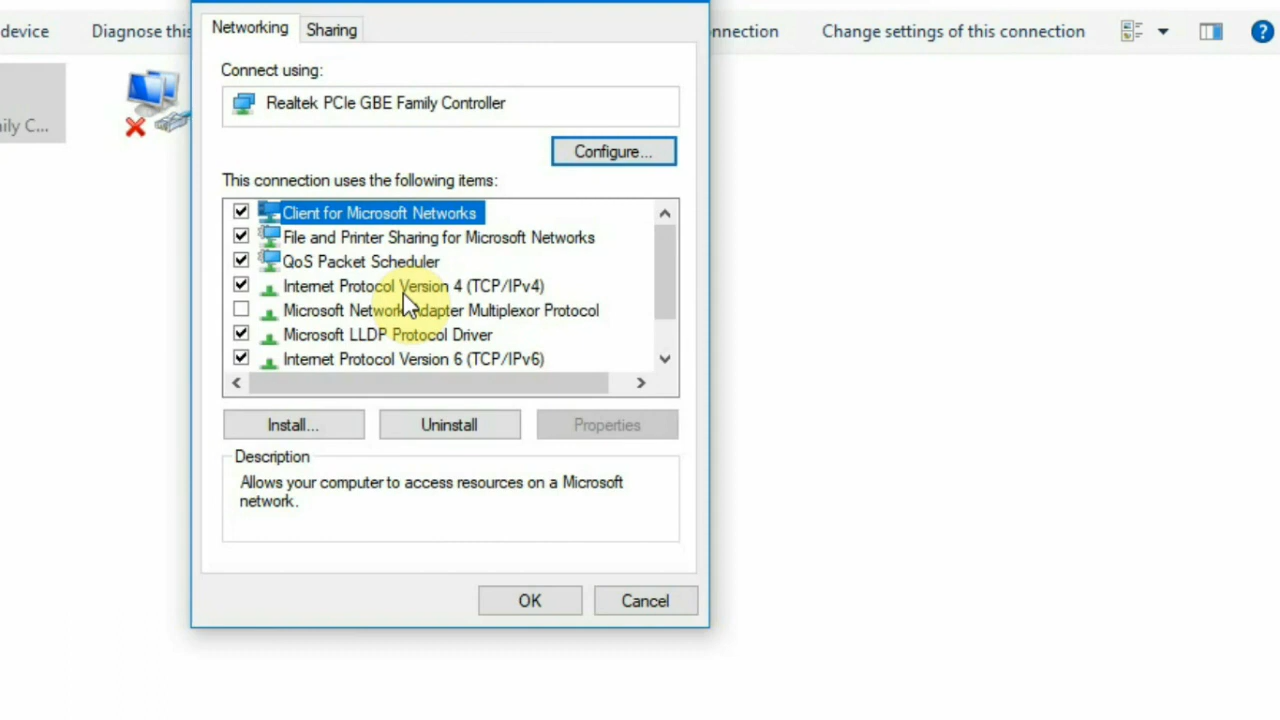 device
Diagnose this
nnection
Change settings of this connection
?
ily C...
Networking
Sharing
Connect using:
Realtek PCIe GBE Family Controller
Configure...
This connection uses the following items:
Client for Microsoft Networks
File and Printer Sharing for Microsoft Networks
QoS Packet Scheduler
Internet Protocol Version 4 (TCP/IPv4)
Microsoft Network Adapter Multiplexor Protocol
Microsoft LLDP Protocol Driver
Internet Protocol Version 6 (TCP/IPv6)
Install...
Uninstall
Properties
Description
Allows your computer to access resources on a Microsoft
network.
OK
Cancel